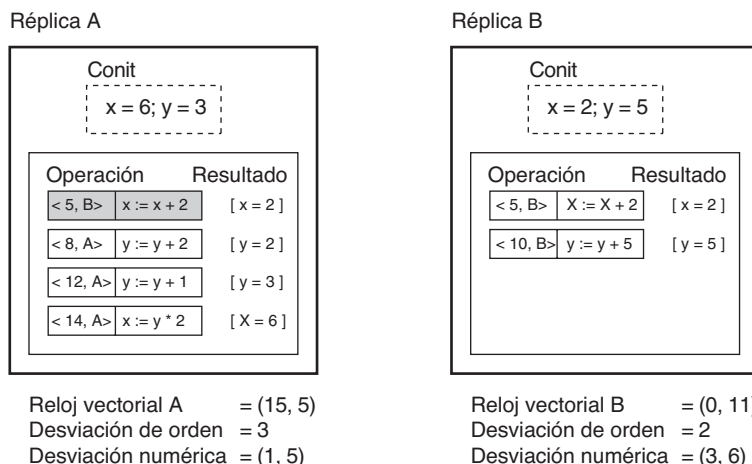 Réplica A
Conit
x = 6; y = 3
Operación Resultado
< 5, B> x := x + 2 [ x = 2 ]
< 8, A> y := y + 2 [ y = 2 ]
< 12, A> y := y + 1 [ y = 3 ]
< 14, A> x := y * 2 [ X = 6 ]
Reloj vectorial A = (15, 5)
Desviación de orden = 3
Desviación numérica = (1, 5)
Réplica B
Conit
x = 2; y = 5
Operación Resultado
< 5, B> X := X + 2 [ x = 2 ]
< 10, B> y := y + 5 [ y = 5 ]
Reloj vectorial B = (0, 11)
Desviación de orden = 2
Desviación numérica = (3, 6)